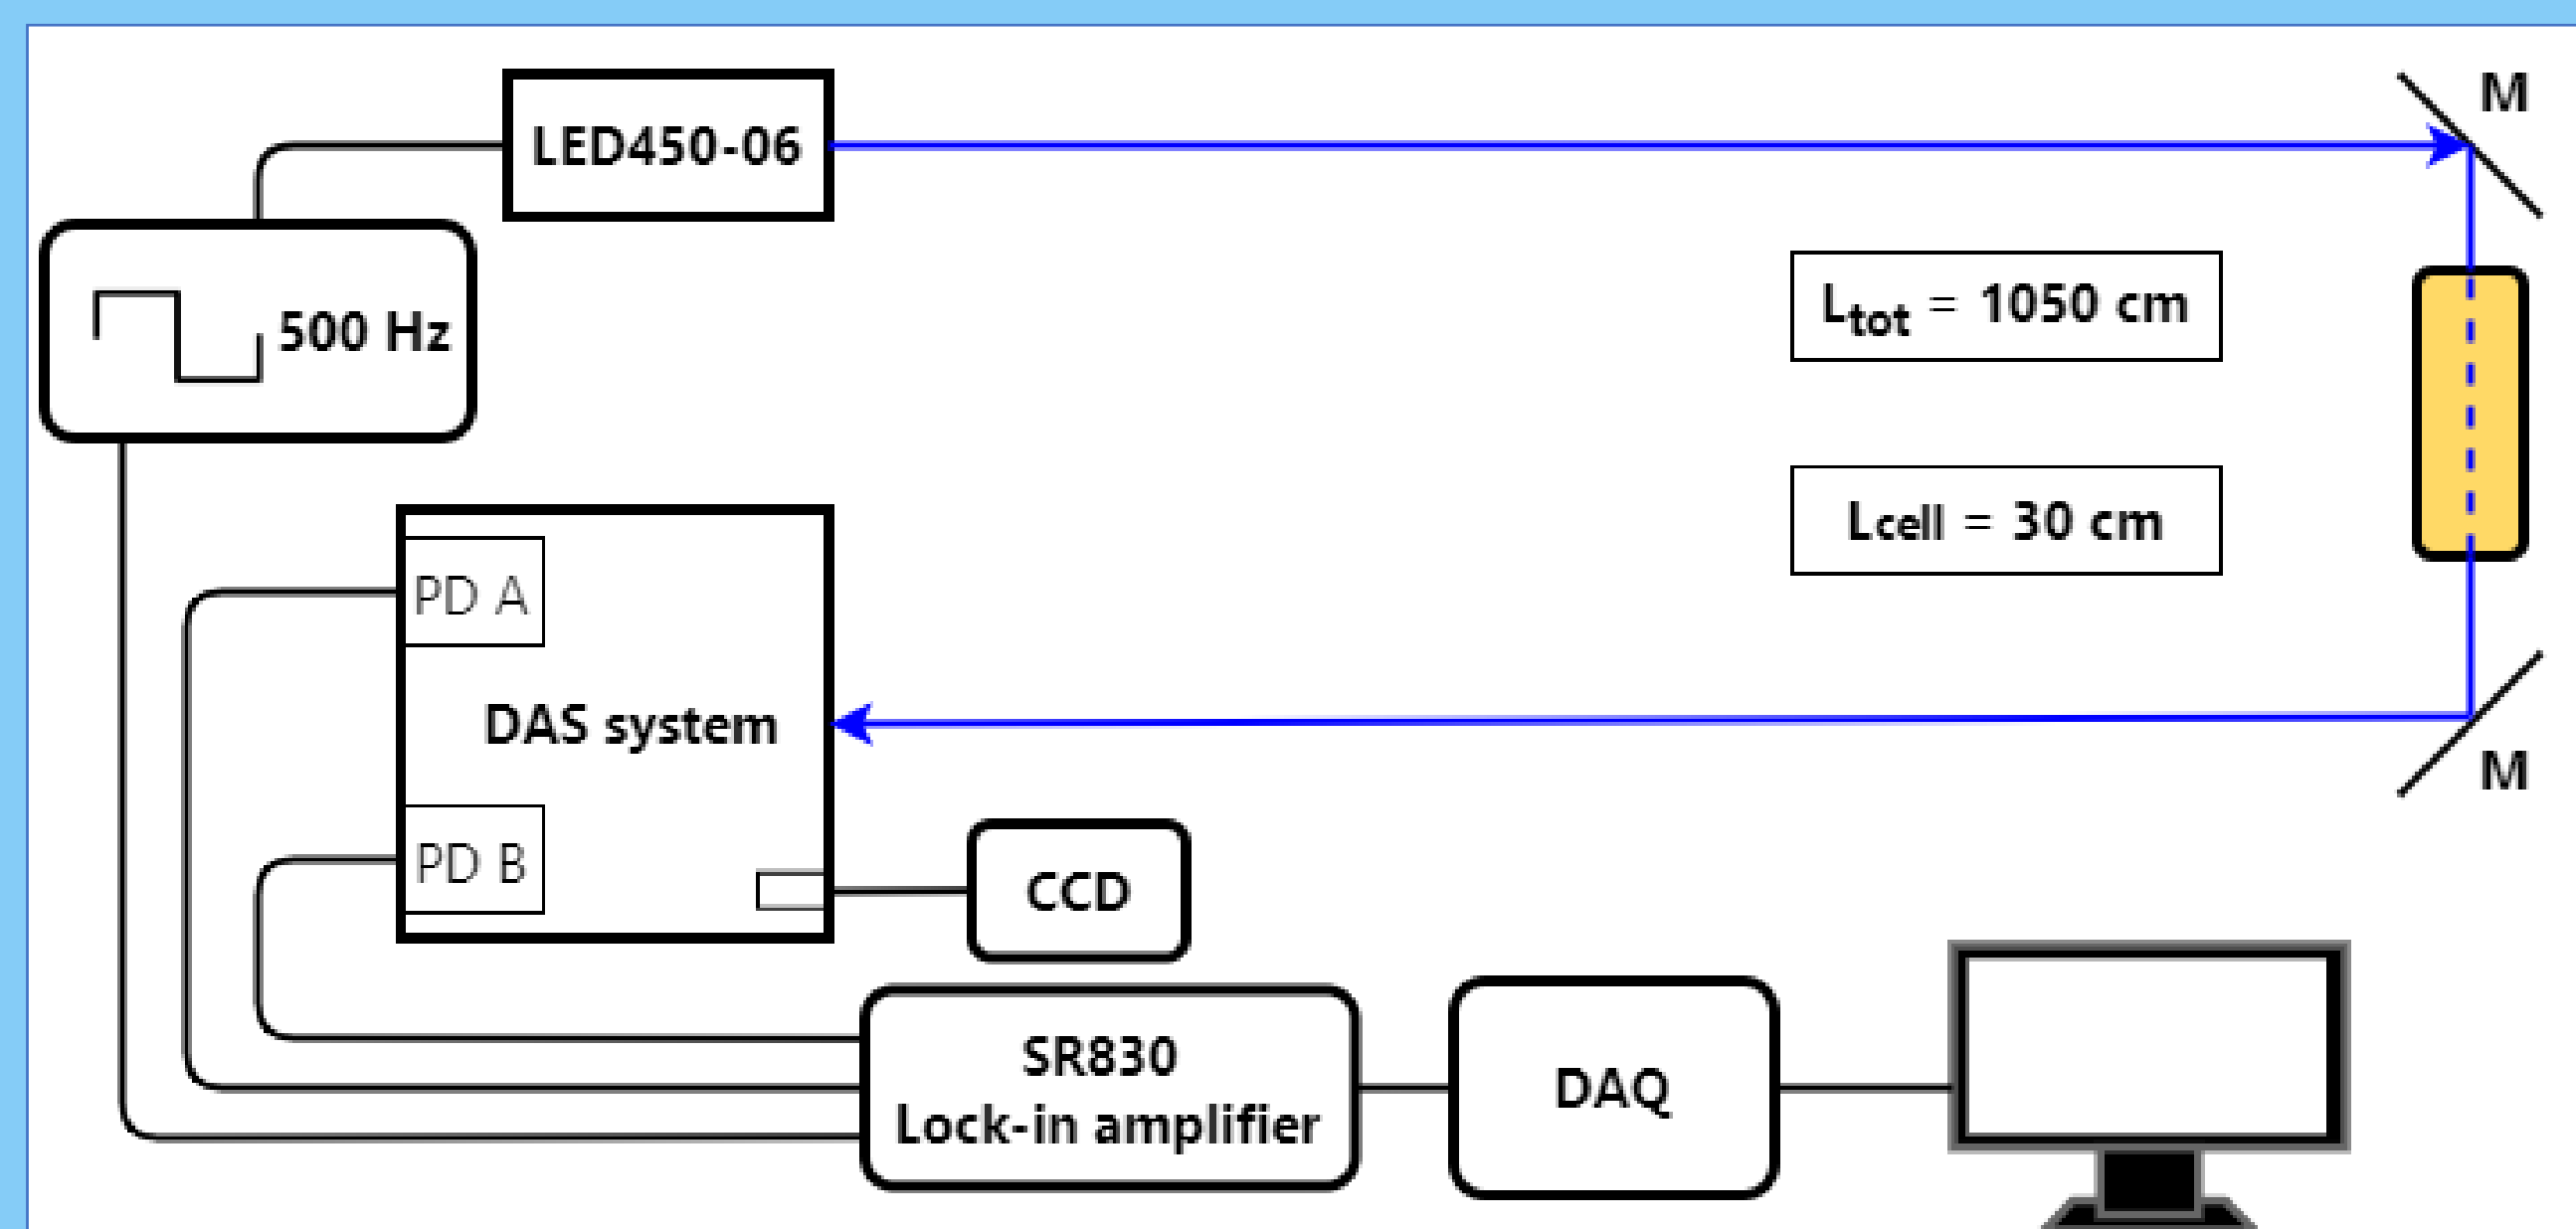 M
LED450-06
500 Hz
Ltot = 1050 cm
Lcell = 30 cm
PD A
DAS system
M
PD B
CCD
SR830
Lock-in amplifier
DAQ